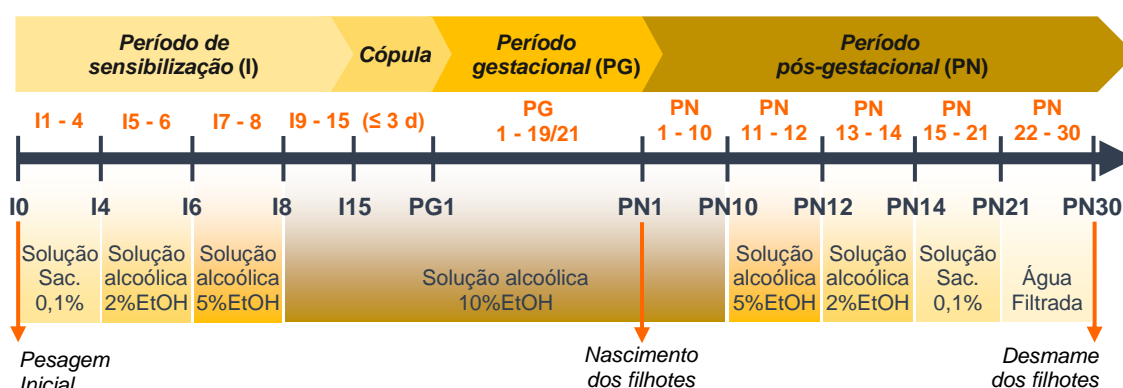 Período de
sensibilização (I)
Cópula
Período
gestacional (PG)
Período
pós-gestacional (PN)
I1 - 4
I5 - 6
I7 - 8
I9 - 15
(≤ 3 d)
PG
1 - 19/21
PN
1 - 10
PN
11 - 12
PN
13 - 14
PN
15 - 21
PN
22 - 30
I0
I4
I6
I8
I15
PG1
PN1
PN10
PN12
PN14
PN21
PN30
Solução
Sac.
0,1%
Solução
alcoólica
2%EtOH
Solução
alcoólica
5%EtOH
Solução alcoólica
10%EtOH
Solução
alcoólica
5%EtOH
Solução
alcoólica
2%EtOH
Solução
Sac.
0,1%
Água
Filtrada
Pesagem
Inicial
Nascimento
dos filhotes
Desmame
dos filhotes